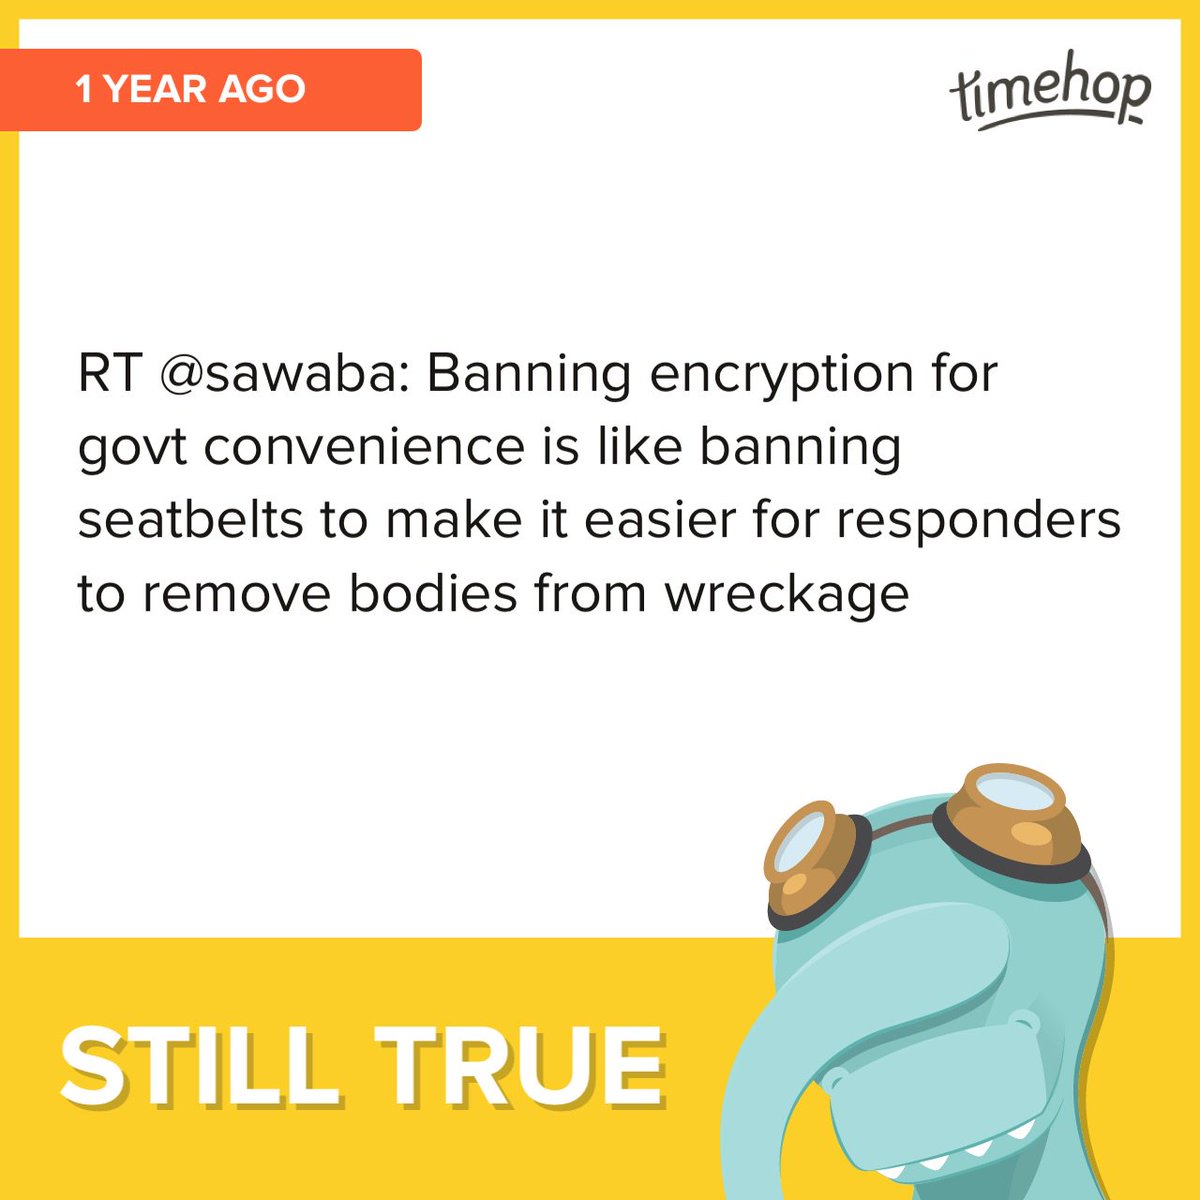 1 YEAR AGO
timehop
RT @sawaba: Banning encryption for
govt convenience is like banning
seatbelts to make it easier for responders
to remove bodies from wreckage
STILL TRUE